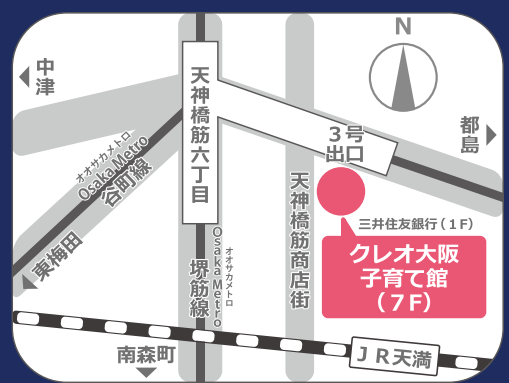 N
中津
天神橋筋六丁目
3号
出口
都島
オオサカメトロ
Osaka Metro
谷町線
東梅田
天神橋筋商店街
三井住友銀行(1F)
クレオ大阪
子育て館
(7F)
オオサカメトロ
Osaka Metro
堺筋線
南森町
JR天満